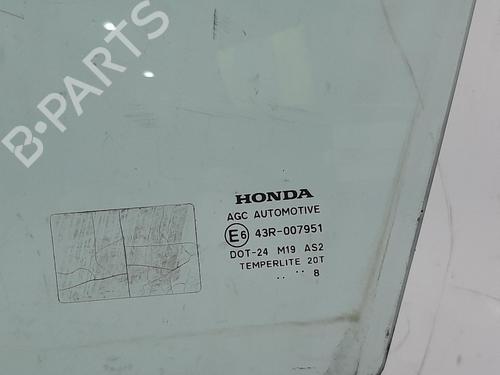 B-PARTS
HONDA
AGC AUTOMOTIVE
E6 43R-007951
DOT-24 M19 AS2
TEMPERLITE 20T
.. ... 8